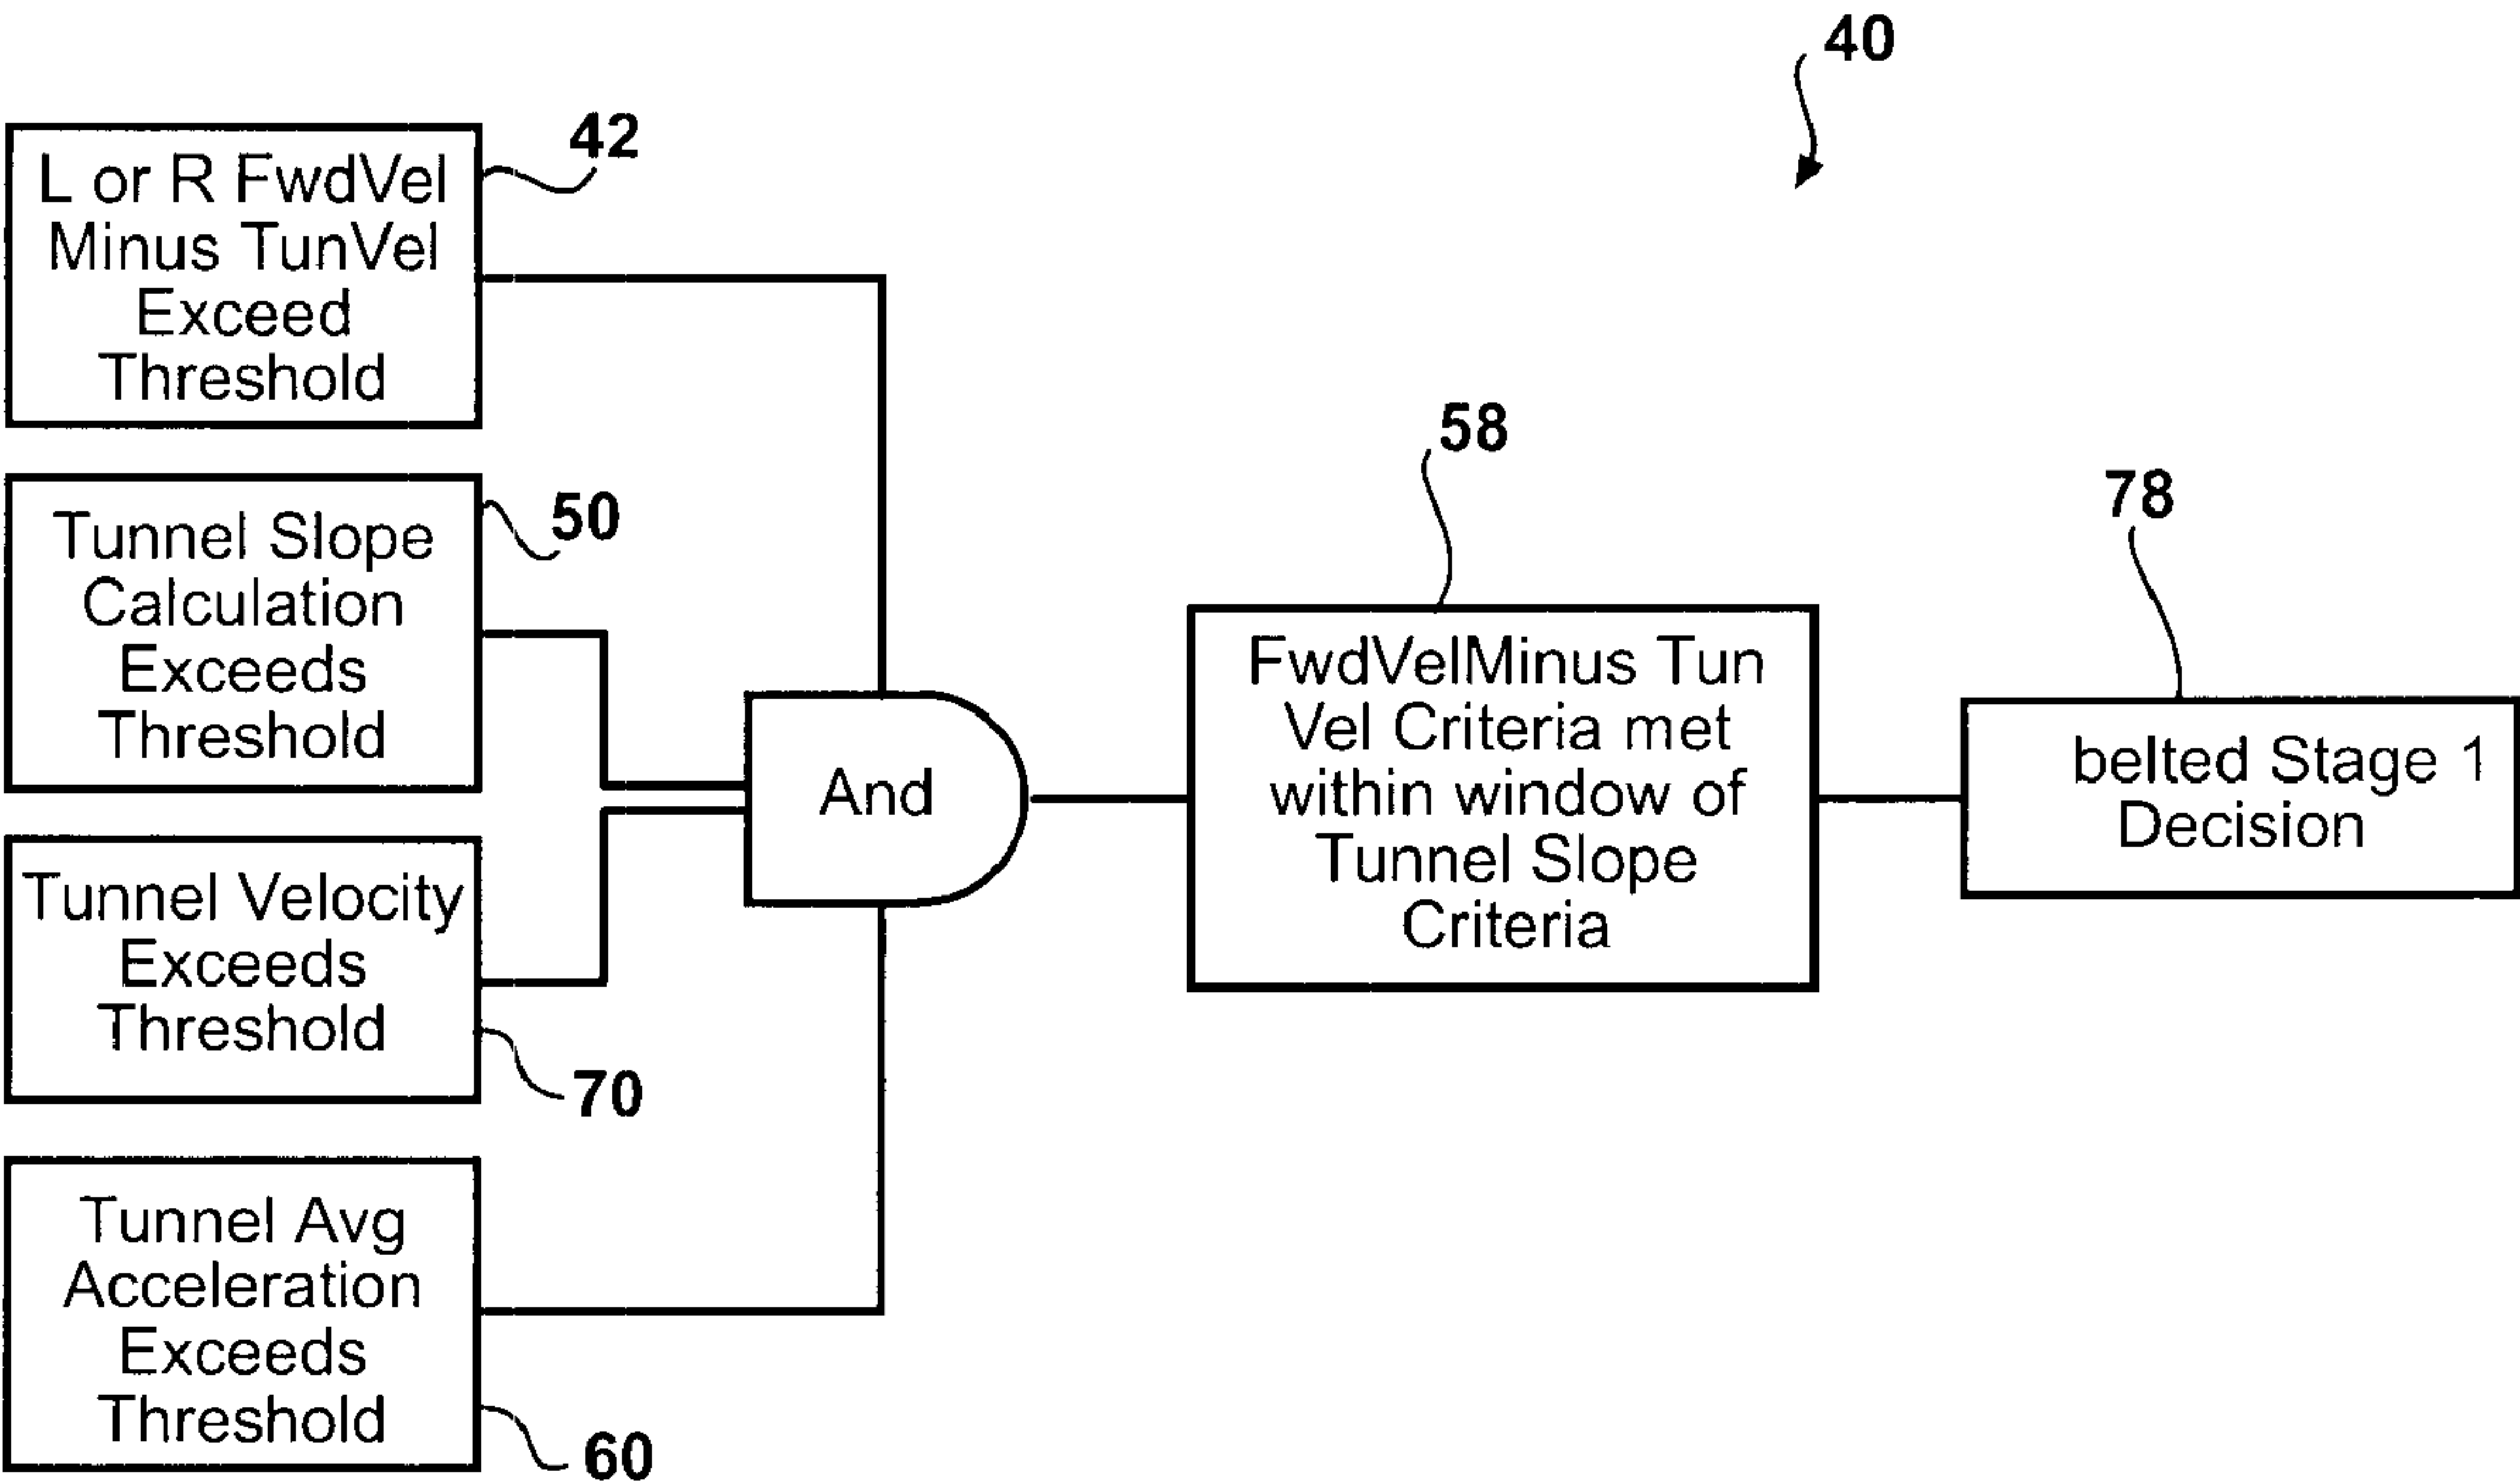 40
L or R FwdVel
Minus TunVel
Exceed
Threshold
42
Tunnel Slope
Calculation
Exceeds
Threshold
50
Tunnel Velocity
Exceeds
Threshold
70
Tunnel Avg
Acceleration
Exceeds
Threshold
60
And
58
FwdVelMinus Tun
Vel Criteria met
within window of
Tunnel Slope
Criteria
78
belted Stage 1
Decision